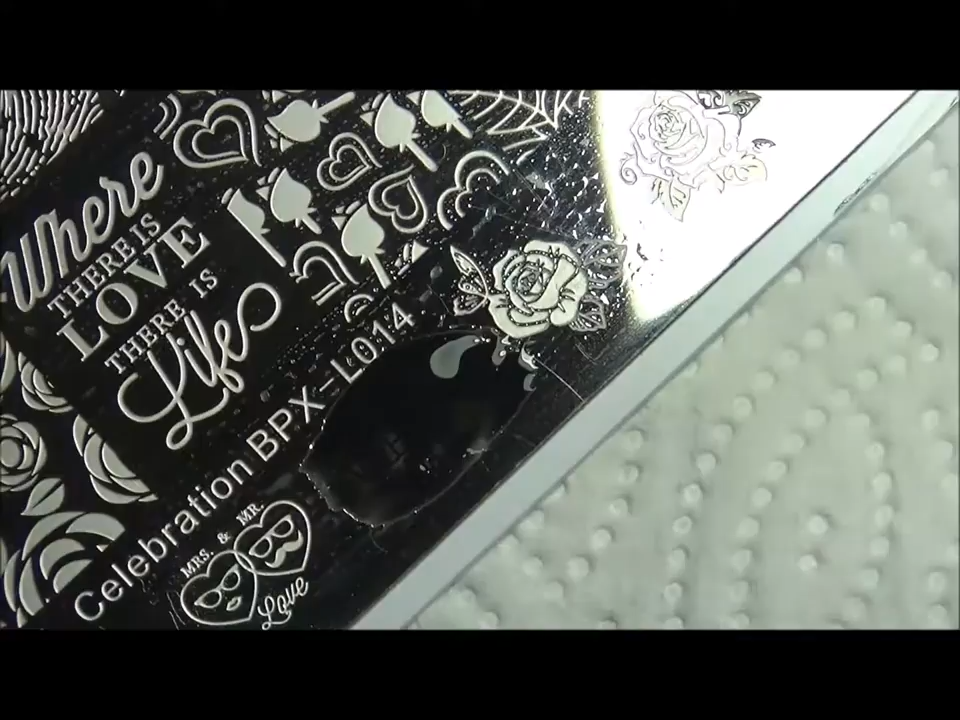 Where
THERE IS
LOVE
THERE IS
Life
Celebration BPX-L014
MRS. & MR.
Love